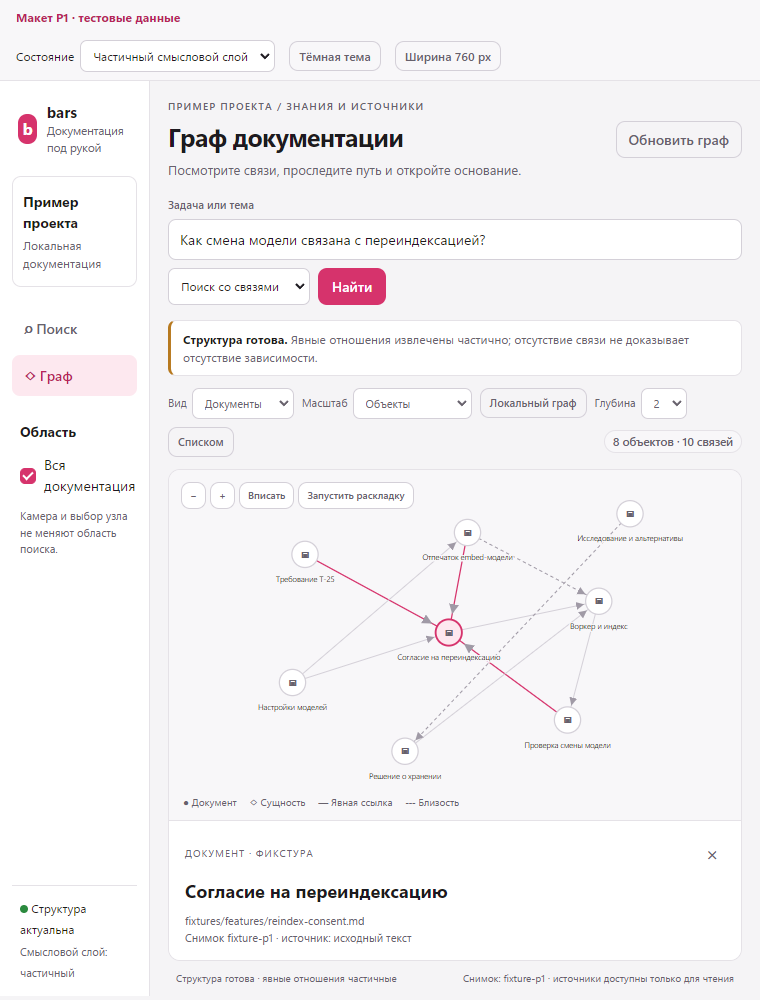 Макет P1 · тестовые данные
Состояние
Частичный смысловой слой
Тёмная тема
Ширина 760 px
b
bars
Документация
под рукой
Пример
проекта
Локальная
документация
Поиск
Граф
Область
Вся
документация
Камера и выбор узла
не меняют область
поиска.
Структура
актуальна
Смысловой слой:
частичный
ПРИМЕР ПРОЕКТА / ЗНАНИЯ И ИСТОЧНИКИ
Граф документации
Обновить граф
Посмотрите связи, проследите путь и откройте основание.
Задача или тема
Как смена модели связана с переиндексацией?
Поиск со связями
Найти
Структура готова. Явные отношения извлечены частично; отсутствие связи не доказывает
отсутствие зависимости.
Вид
Документы
Масштаб
Объекты
Локальный граф
Глубина
2
Списком
8 объектов · 10 связей
−
+
Вписать
Запустить раскладку
Исследование и альтернативы
Отпечаток embed-модели
Требование T-25
Воркер и индекс
Согласие на переиндексацию
Настройки моделей
Проверка смены модели
Решение о хранении
● Документ
◇ Сущность
— Явная ссылка
--- Близость
ДОКУМЕНТ · ФИКСТУРА
×
Согласие на переиндексацию
fixtures/features/reindex-consent.md
Снимок fixture-p1 · источник: исходный текст
Структура готова · явные отношения частичные
Снимок: fixture-p1 · источники доступны только для чтения